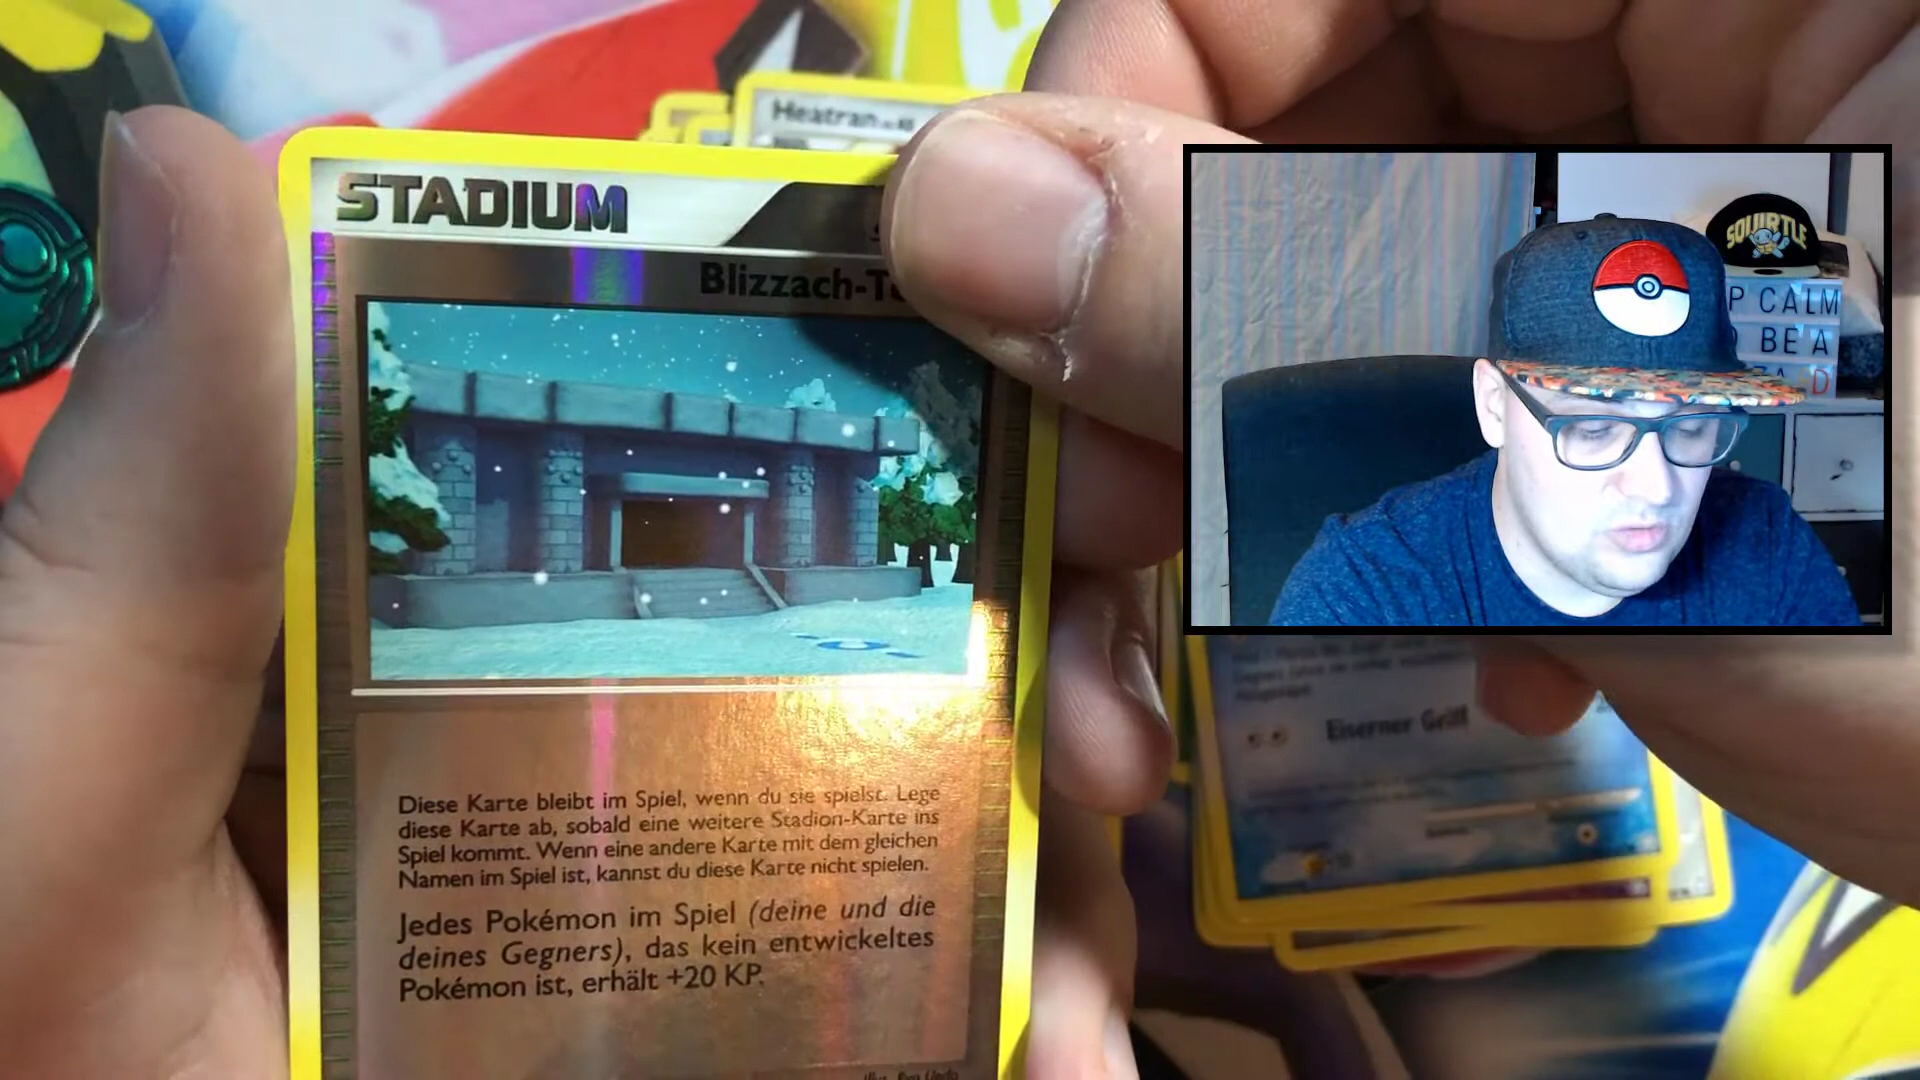 Heatran
STADIUM
Blizzach-Te
Diese Karte bleibt im Spiel, wenn du sie spielst. Lege
diese Karte ab, sobald eine weitere Stadion-Karte ins
Spiel kommt. Wenn eine andere Karte mit dem gleichen
Namen im Spiel ist, kannst du diese Karte nicht spielen.
Jedes Pokémon im Spiel (deine und die
deines Gegners), das kein entwickeltes
Pokémon ist, erhält +20 KP.
SQUIRTLE
P CALM
BE A
Eiserner Griff